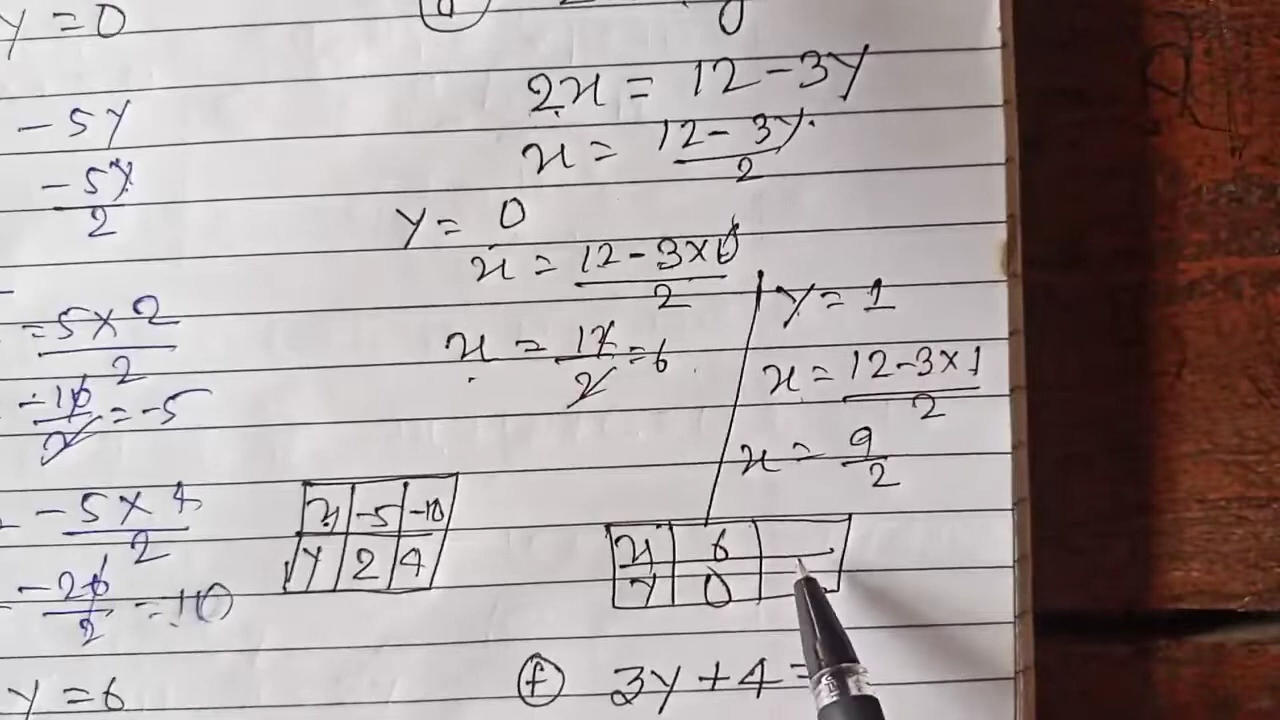 y = 0
2x = 12 - 3y
- 5y
x = 12 - 3y / 2
- 5y / 2
y = 0
x = 12 - 3 x 0 / 2
y = 1
= 5 x 2 / 2
x = 12 / 2 = 6
x = 12 - 3 x 1 / 2
-10 / 2 = -5
x = 9 / 2
- 5 x 4 / 2
x -5 -10
y 2 4
x 6
y 0
-20 / 2 = 10
y = 6
f 3y + 4 =